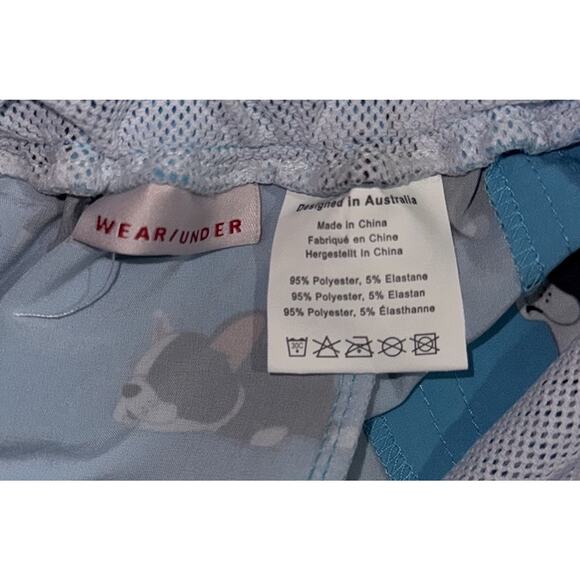 WEAR/UNDER
Designed in Australia
Made in China
Fabriqué en Chine
Hergestellt in China
95% Polyester, 5% Elastane
95% Polyester, 5% Elastan
95% Polyester, 5% Élasthanne
30C